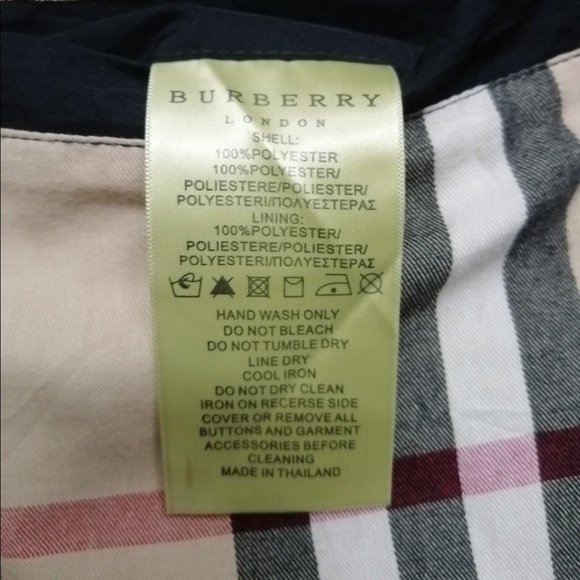 BURBERRY
LONDON
SHELL:
100%POLYESTER
100%POLYESTER/
POLIESTERE/POLIESTER/
POLYESTERI/ΠΟΛΥΕΣΤΕΡΑΣ
LINING:
100%POLYESTER/
POLIESTERE/POLIESTER/
POLYESTERI/ΠΟΛΥΕΣΤΕΡΑΣ
HAND WASH ONLY
DO NOT BLEACH
DO NOT TUMBLE DRY
LINE DRY
COOL IRON
DO NOT DRY CLEAN
IRON ON RECERSE SIDE
COVER OR REMOVE ALL
BUTTONS AND GARMENT
ACCESSORIES BEFORE
CLEANING
MADE IN THAILAND